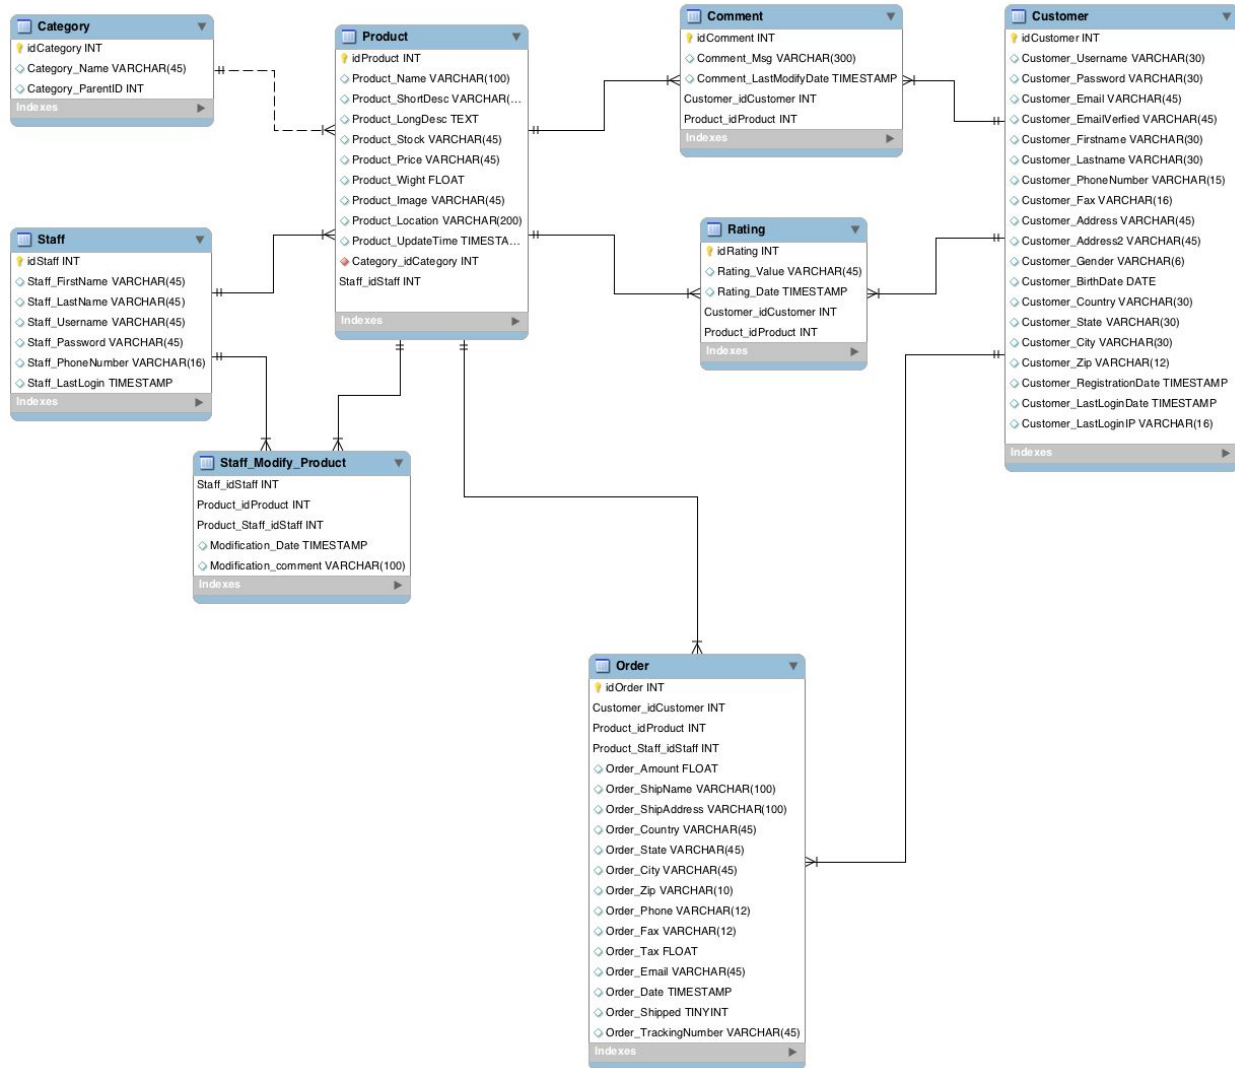 Category
idCategory INT
Category_Name VARCHAR(45)
Category_ParentID INT
Indexes
Product
idProduct INT
Product_Name VARCHAR(100)
Product_ShortDesc VARCHAR(...
Product_LongDesc TEXT
Product_Stock VARCHAR(45)
Product_Price VARCHAR(45)
Product_Wight FLOAT
Product_Image VARCHAR(45)
Product_Location VARCHAR(200)
Product_UpdateTime TIMESTA...
Category_idCategory INT
Staff_idStaff INT
Indexes
Comment
idComment INT
Comment_Msg VARCHAR(300)
Comment_LastModifyDate TIMESTAMP
Customer_idCustomer INT
Product_idProduct INT
Indexes
Customer
idCustomer INT
Customer_Username VARCHAR(30)
Customer_Password VARCHAR(30)
Customer_Email VARCHAR(45)
Customer_EmailVerfied VARCHAR(45)
Customer_Firstname VARCHAR(30)
Customer_Lastname VARCHAR(30)
Customer_PhoneNumber VARCHAR(15)
Customer_Fax VARCHAR(16)
Customer_Address VARCHAR(45)
Customer_Address2 VARCHAR(45)
Customer_Gender VARCHAR(6)
Customer_BirthDate DATE
Customer_Country VARCHAR(30)
Customer_State VARCHAR(30)
Customer_City VARCHAR(30)
Customer_Zip VARCHAR(12)
Customer_RegistrationDate TIMESTAMP
Customer_LastLoginDate TIMESTAMP
Customer_LastLoginIP VARCHAR(16)
Indexes
Staff
idStaff INT
Staff_FirstName VARCHAR(45)
Staff_LastName VARCHAR(45)
Staff_Username VARCHAR(45)
Staff_Password VARCHAR(45)
Staff_PhoneNumber VARCHAR(16)
Staff_LastLogin TIMESTAMP
Indexes
Rating
idRating INT
Rating_Value VARCHAR(45)
Rating_Date TIMESTAMP
Customer_idCustomer INT
Product_idProduct INT
Indexes
Staff_Modify_Product
Staff_idStaff INT
Product_idProduct INT
Product_Staff_idStaff INT
Modification_Date TIMESTAMP
Modification_comment VARCHAR(100)
Indexes
Order
idOrder INT
Customer_idCustomer INT
Product_idProduct INT
Product_Staff_idStaff INT
Order_Amount FLOAT
Order_ShipName VARCHAR(100)
Order_ShipAddress VARCHAR(100)
Order_Country VARCHAR(45)
Order_State VARCHAR(45)
Order_City VARCHAR(45)
Order_Zip VARCHAR(10)
Order_Phone VARCHAR(12)
Order_Fax VARCHAR(12)
Order_Tax FLOAT
Order_Email VARCHAR(45)
Order_Date TIMESTAMP
Order_Shipped TINYINT
Order_TrackingNumber VARCHAR(45)
Indexes